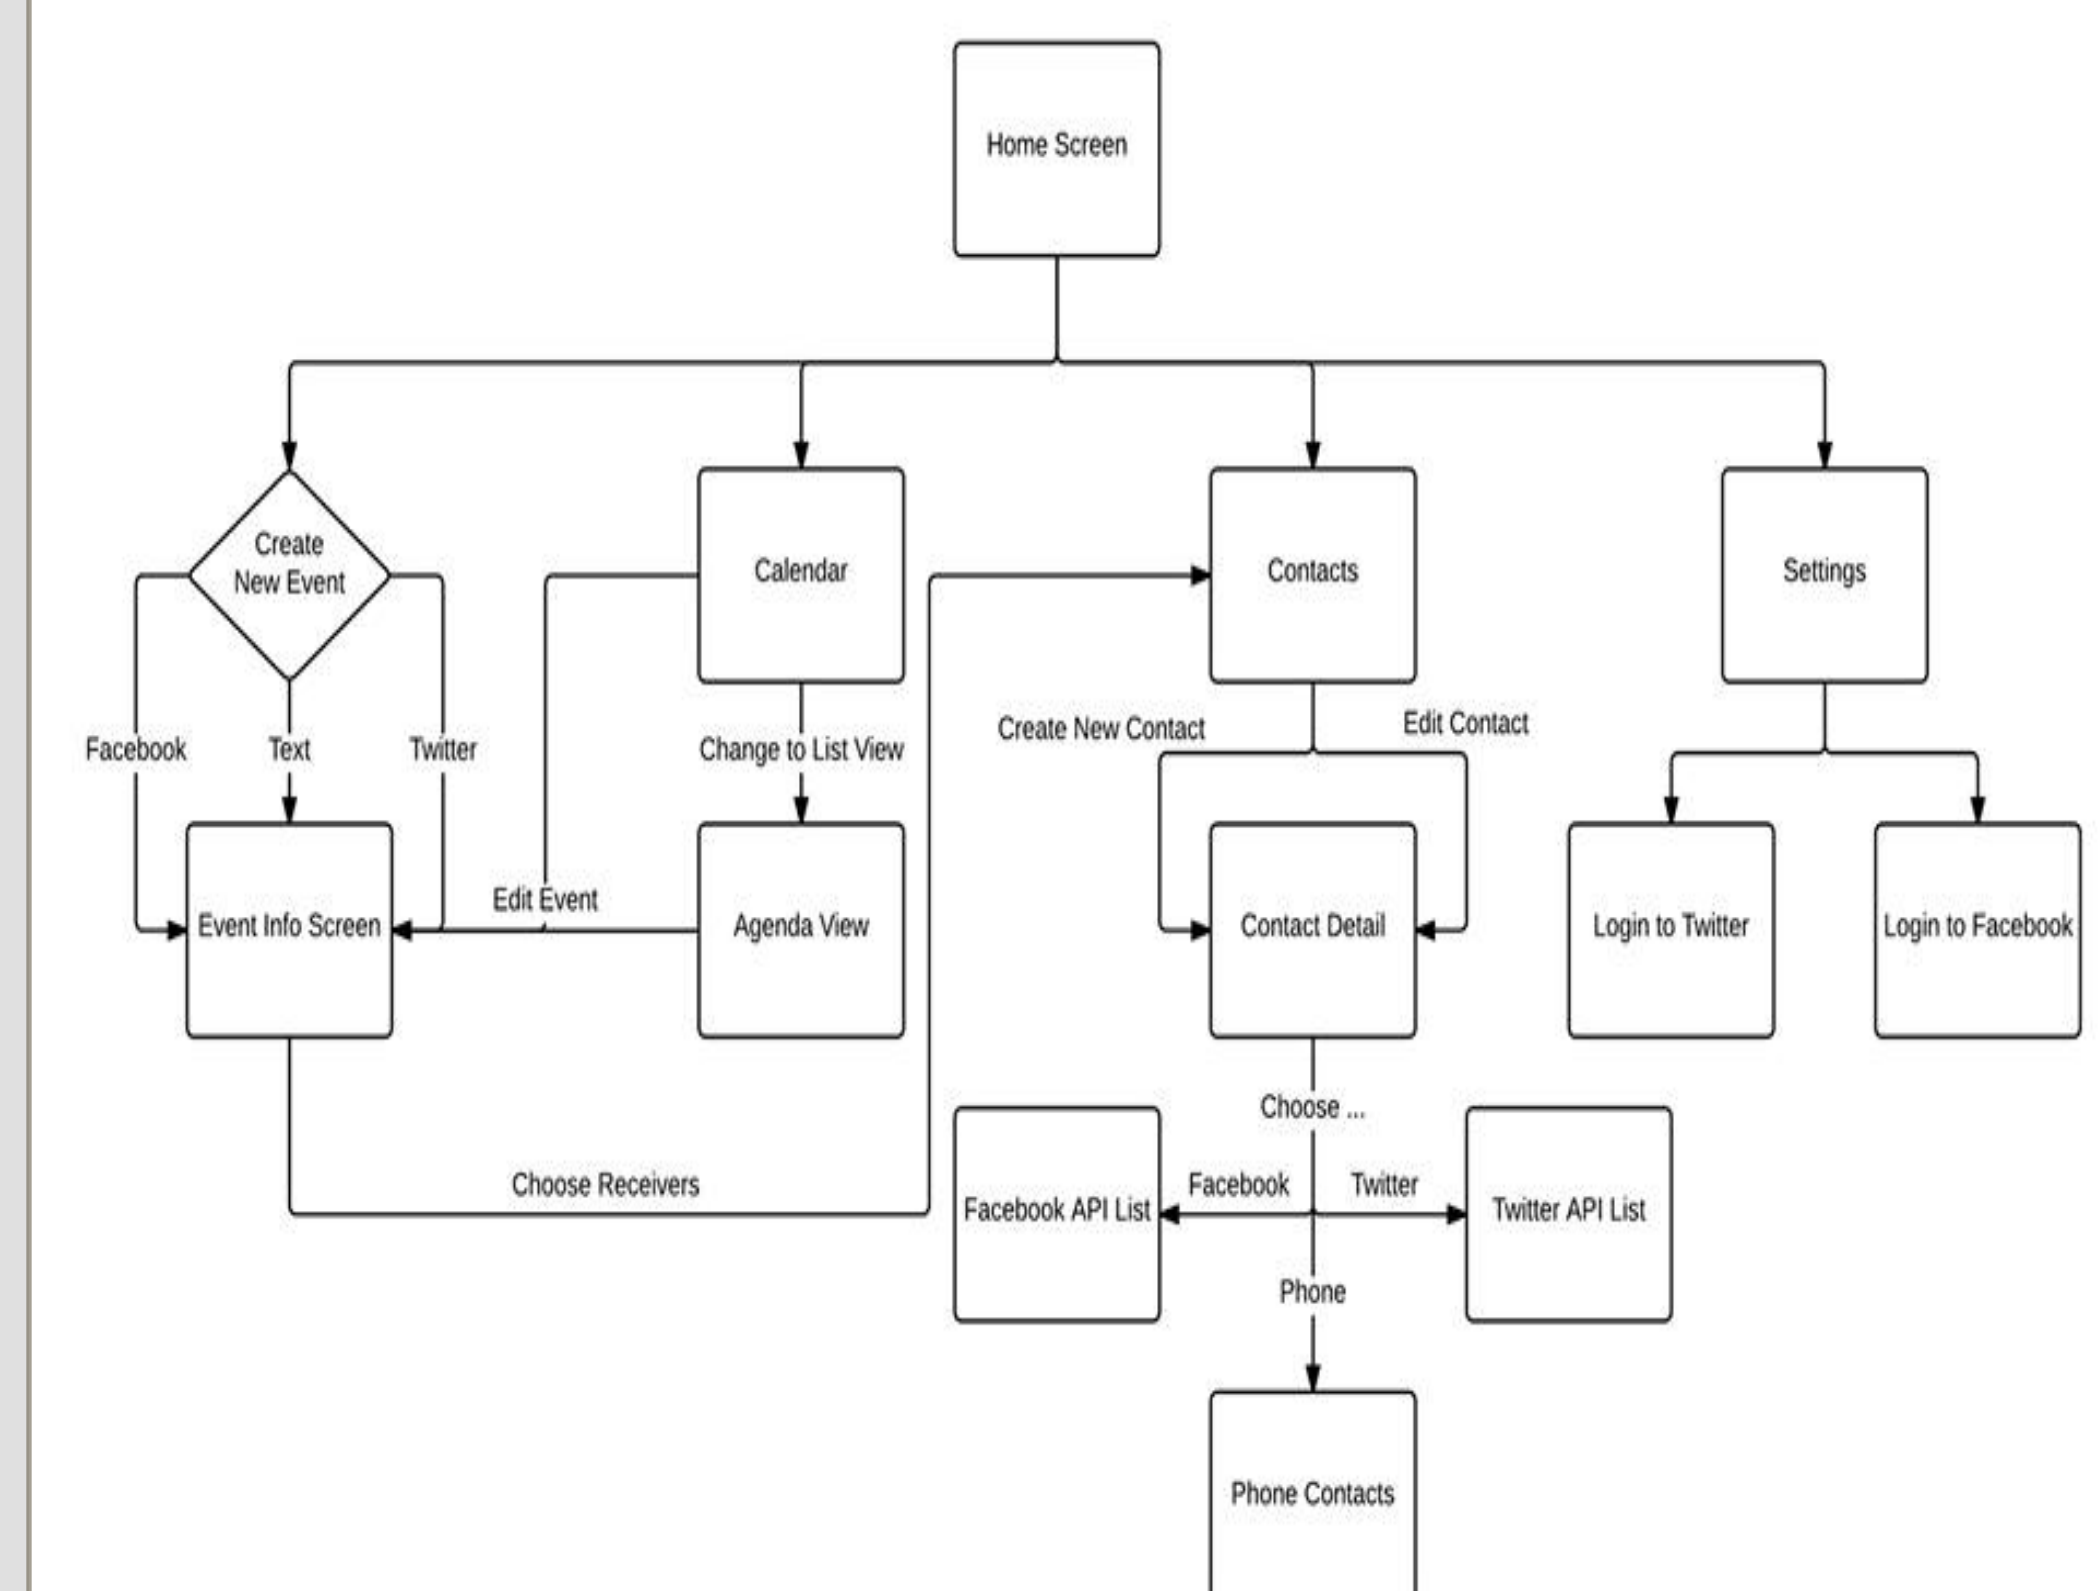 Home Screen
Create
New Event
Calendar
Contacts
Settings
Create New Contact
Edit Contact
Facebook
Text
Twitter
Change to List View
Edit Event
Event Info Screen
Agenda View
Contact Detail
Login to Twitter
Login to Facebook
Choose ...
Choose Receivers
Facebook
Twitter
Facebook API List
Twitter API List
Phone
Phone Contacts